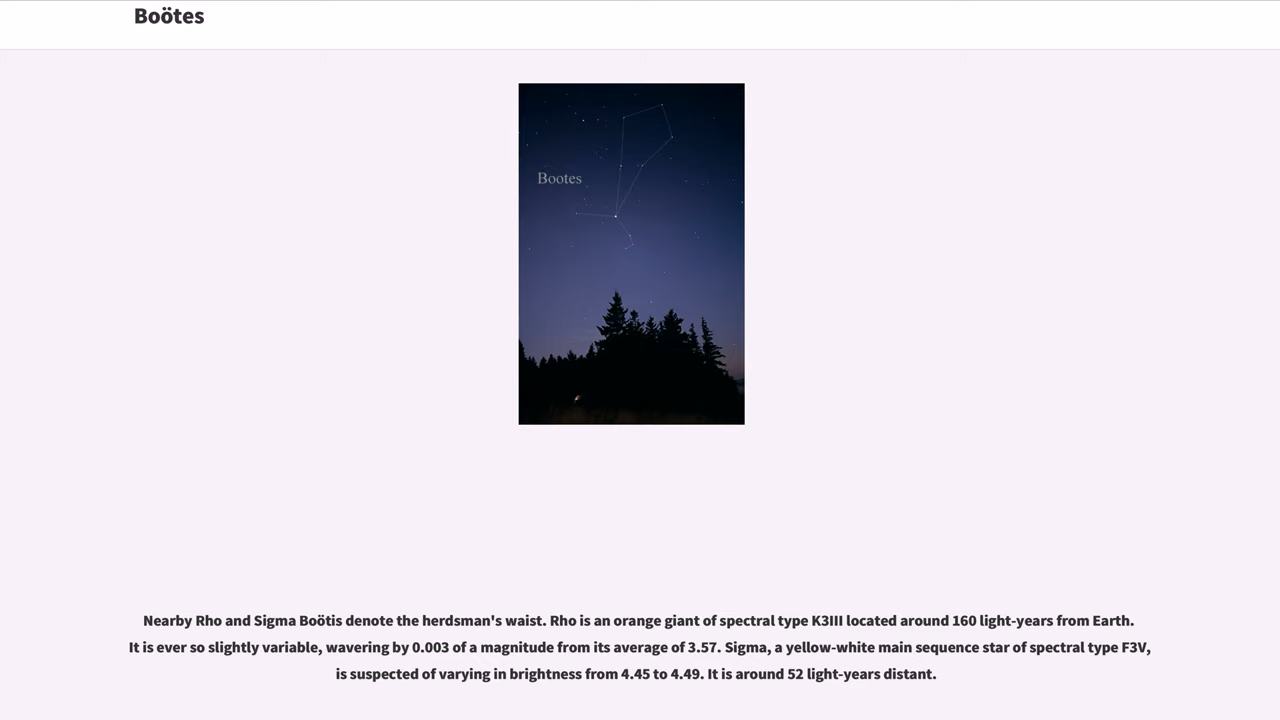 Boötes
Bootes
Nearby Rho and Sigma Boötis denote the herdsman's waist. Rho is an orange giant of spectral type K3III located around 160 light-years from Earth.
It is ever so slightly variable, wavering by 0.003 of a magnitude from its average of 3.57. Sigma, a yellow-white main sequence star of spectral type F3V,
is suspected of varying in brightness from 4.45 to 4.49. It is around 52 light-years distant.